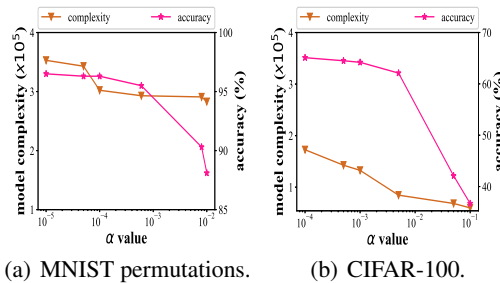 complexity accuracy
model complexity (×10⁵)
4
3
2
1
100
95
90
85
accuracy (%)
10⁻⁵ 10⁻⁴ 10⁻³ 10⁻²
α value
(a) MNIST permutations.
complexity accuracy
model complexity (×10⁵)
4
3
2
1
70
60
50
40
accuracy (%)
10⁻⁴ 10⁻³ 10⁻² 10⁻¹
α value
(b) CIFAR-100.